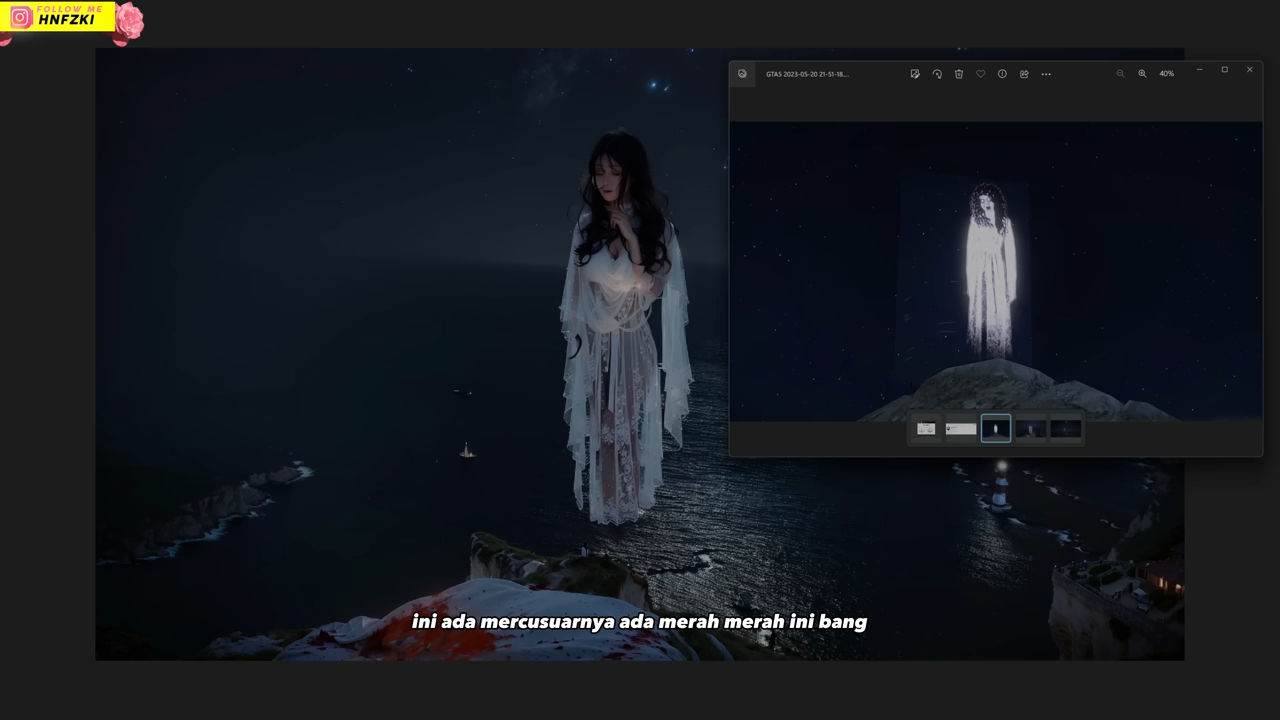 FOLLOW ME
HNFZKI
GTA5 2023-05-20 21-51-18...
40%
ini ada mercusuarnya ada merah merah ini bang